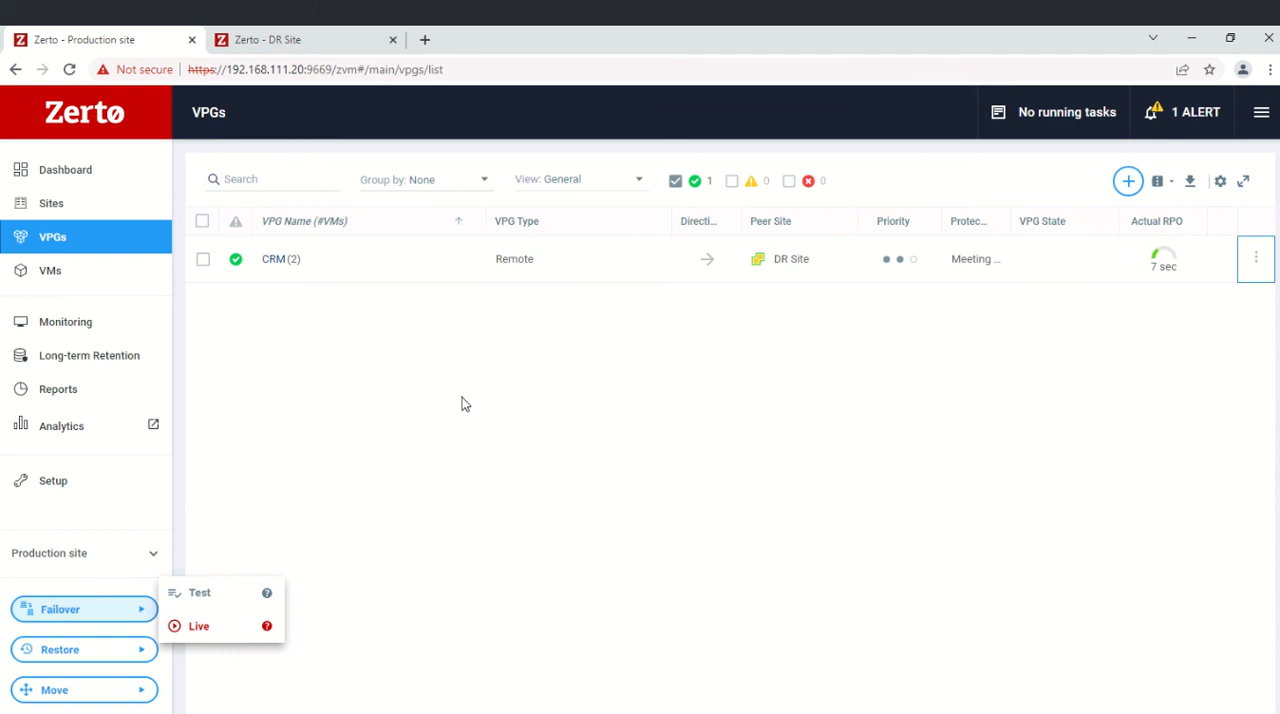 Zerto - Production site
Zerto - DR Site
Not secure
https://192.168.111.20:9669/zvm#/main/vpgs/list
Zerto
VPGs
No running tasks
1 ALERT
Dashboard
Sites
VPGs
VMs
Monitoring
Long-term Retention
Reports
Analytics
Setup
Production site
Failover
Restore
Move
Test
Live
Search
Group by: None
View: General
1
0
0
VPG Name (#VMs)
VPG Type
Directi...
Peer Site
Priority
Protec...
VPG State
Actual RPO
CRM (2)
Remote
DR Site
Meeting ...
7 sec